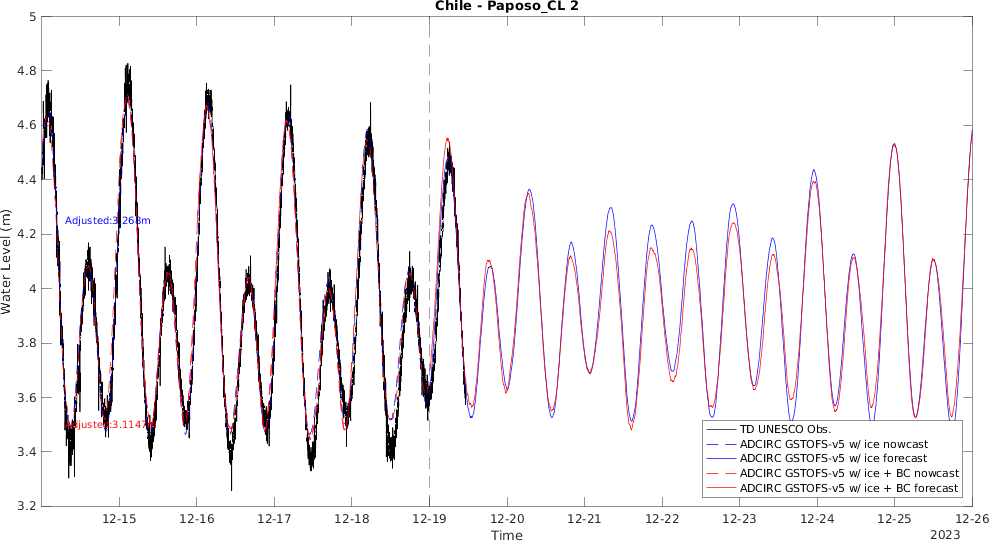 Chile - Paposo_CL 2
Water Level (m)
5
4.8
4.6
4.4
4.2
4
3.8
3.6
3.4
3.2
Adjusted:3.268m
Adjusted:3.1147
TD UNESCO Obs.
ADCIRC GSTOFS-v5 w/ ice nowcast
ADCIRC GSTOFS-v5 w/ ice forecast
ADCIRC GSTOFS-v5 w/ ice + BC nowcast
ADCIRC GSTOFS-v5 w/ ice + BC forecast
12-15
12-16
12-17
12-18
12-19
12-20
12-21
12-22
12-23
12-24
12-25
12-26
Time
2023